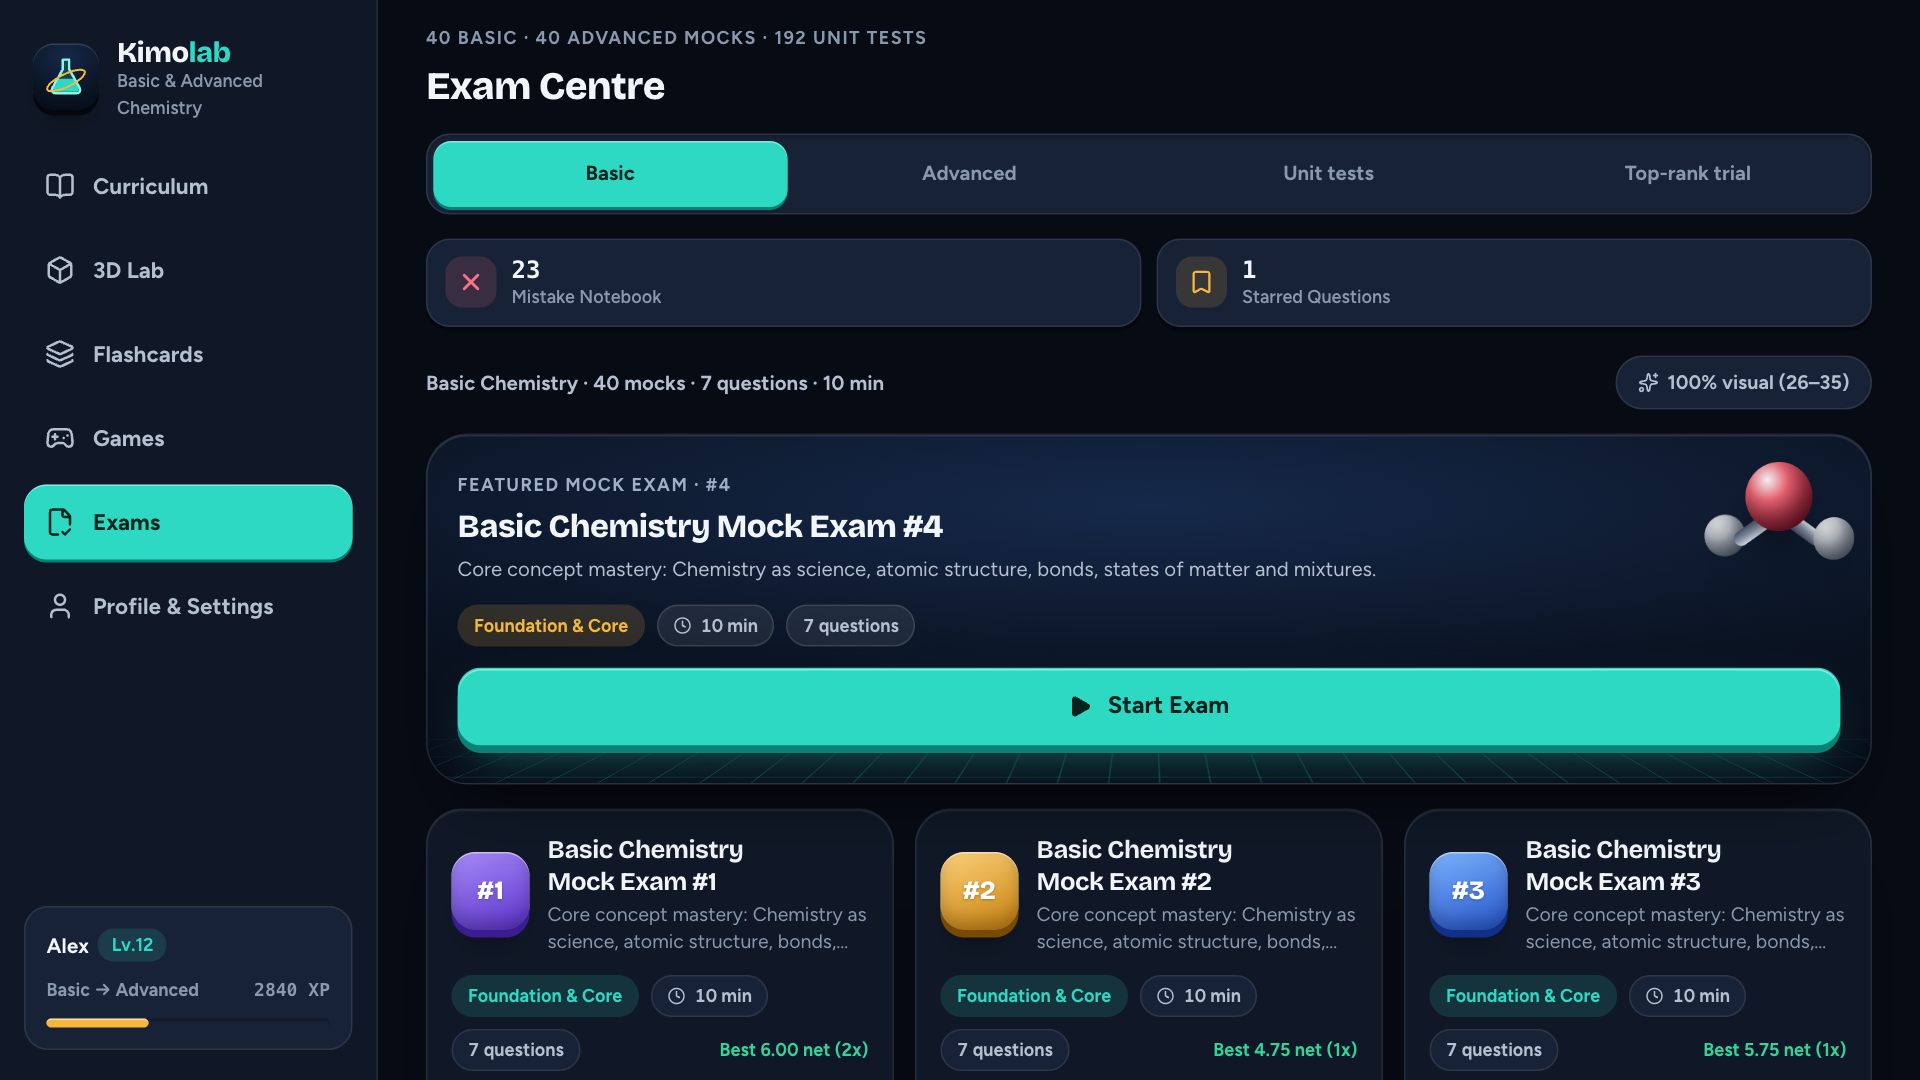 Kimolab
Basic & Advanced
Chemistry
Curriculum
3D Lab
Flashcards
Games
Exams
Profile & Settings
Alex Lv.12
Basic → Advanced 2840 XP
40 BASIC · 40 ADVANCED MOCKS · 192 UNIT TESTS
Exam Centre
Basic Advanced Unit tests Top-rank trial
23
Mistake Notebook
1
Starred Questions
Basic Chemistry · 40 mocks · 7 questions · 10 min
100% visual (26–35)
FEATURED MOCK EXAM · #4
Basic Chemistry Mock Exam #4
Core concept mastery: Chemistry as science, atomic structure, bonds, states of matter and mixtures.
Foundation & Core 10 min 7 questions
Start Exam
#1
Basic Chemistry
Mock Exam #1
Core concept mastery: Chemistry as
science, atomic structure, bonds,...
Foundation & Core 10 min
7 questions Best 6.00 net (2x)
#2
Basic Chemistry
Mock Exam #2
Core concept mastery: Chemistry as
science, atomic structure, bonds,...
Foundation & Core 10 min
7 questions Best 4.75 net (1x)
#3
Basic Chemistry
Mock Exam #3
Core concept mastery: Chemistry as
science, atomic structure, bonds,...
Foundation & Core 10 min
7 questions Best 5.75 net (1x)